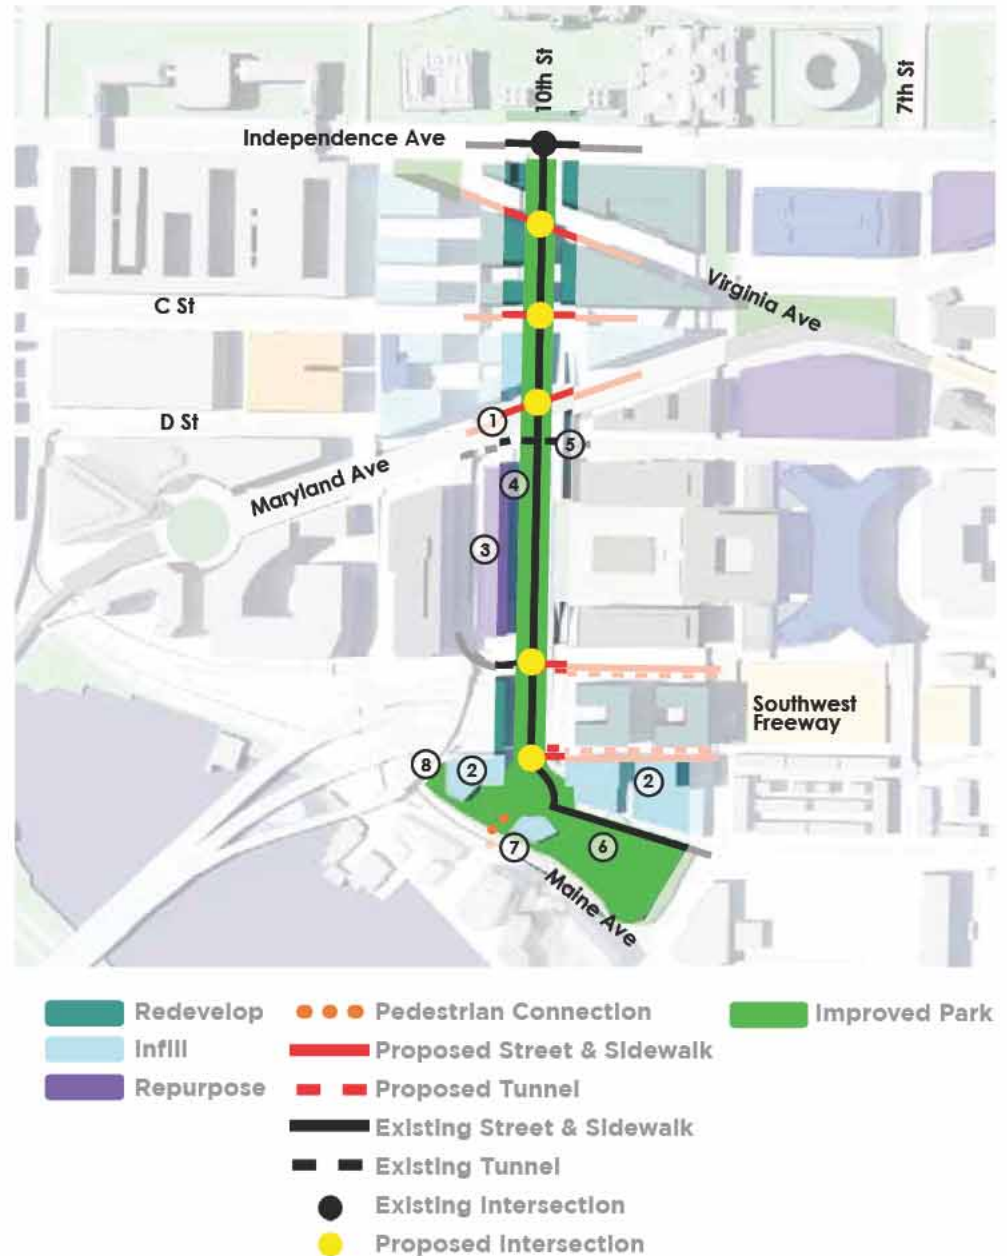 10th St
7th St
Independence Ave
Virginia Ave
C St
D St
1
5
Maryland Ave
4
3
Southwest
Freeway
8
2
2
7
6
Maine Ave
Redevelop
Infill
Repurpose
Pedestrian Connection
Proposed Street & Sidewalk
Proposed Tunnel
Existing Street & Sidewalk
Existing Tunnel
Existing Intersection
Proposed Intersection
Improved Park